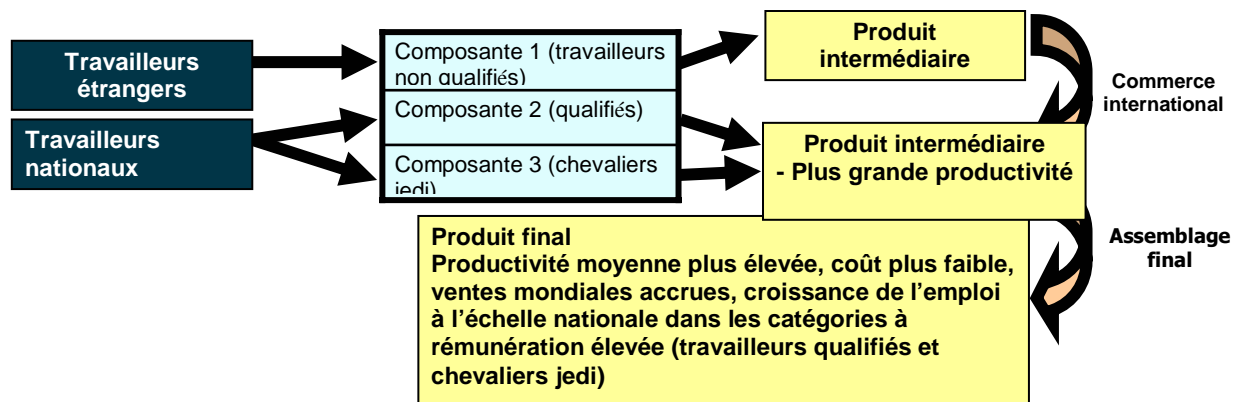 Travailleurs
étrangers
Travailleurs
nationaux
Composante 1 (travailleurs
non qualifiés)
Composante 2 (qualifiés)
Composante 3 (chevaliers
jedi)
Produit
intermédiaire
Commerce
international
Produit intermédiaire
- Plus grande productivité
Assemblage
final
Produit final
Productivité moyenne plus élevée, coût plus faible,
ventes mondiales accrues, croissance de l’emploi
à l’échelle nationale dans les catégories à
rémunération élevée (travailleurs qualifiés et
chevaliers jedi)